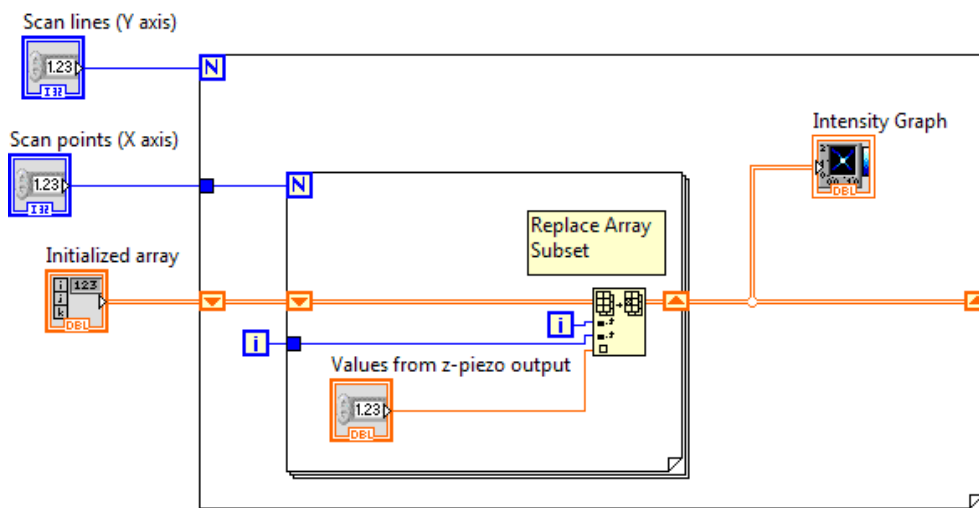 Scan lines (Y axis)
1.23
I32
N
Scan points (X axis)
1.23
I32
N
Intensity Graph
DBL
Replace Array
Subset
Initialized array
i
j
k
123
DBL
i
i
Values from z-piezo output
1.23
DBL